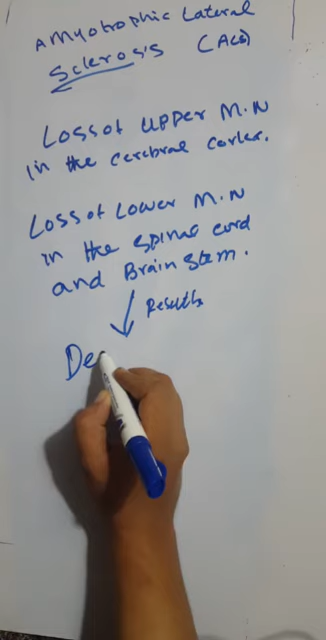 AMyotrophic Lateral
Sclerosis (ALS)
Loss of UPPer M.N
in the cerebral cortex.
Loss of Lower M.N
in the spinal cord
and Brain Stem.
Results
De